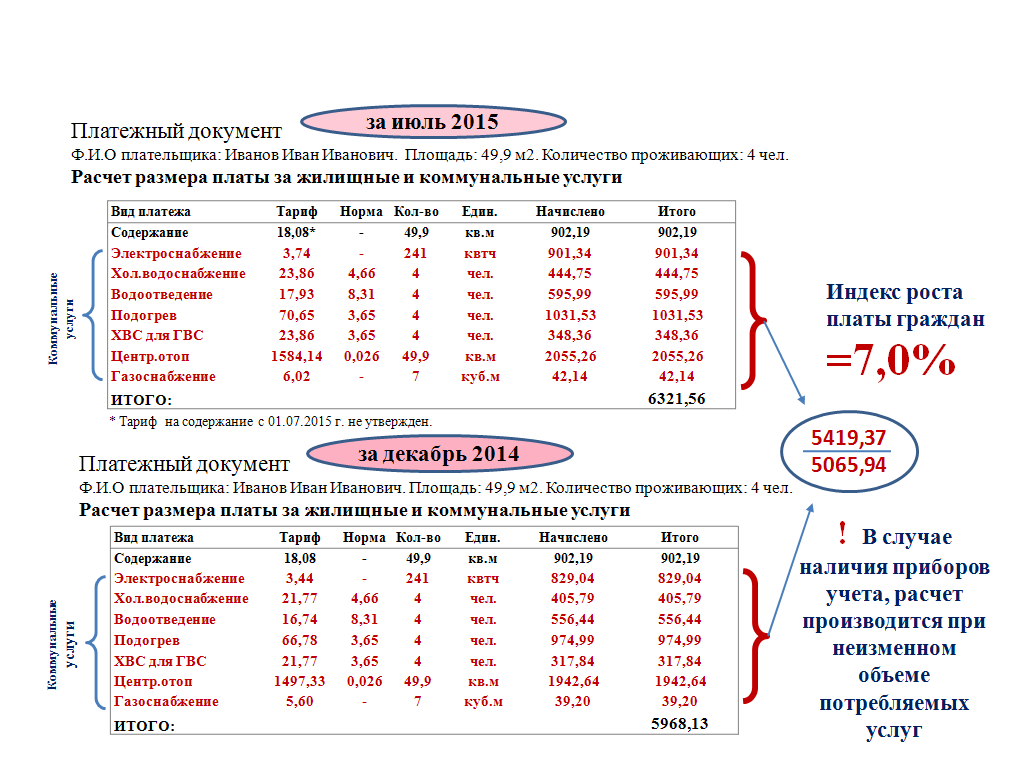 Платежный документ
за июль 2015
Ф.И.О плательщика: Иванов Иван Иванович. Площадь: 49,9 м2. Количество проживающих: 4 чел.
Расчет размера платы за жилищные и коммунальные услуги
Вид платежа Тариф Норма Кол-во Един. Начислено Итого
Содержание 18,08* - 49,9 кв.м 902,19 902,19
Электроснабжение 3,74 - 241 квтч 901,34 901,34
Хол.водоснабжение 23,86 4,66 4 чел. 444,75 444,75
Водоотведение 17,93 8,31 4 чел. 595,99 595,99
Подогрев 70,65 3,65 4 чел. 1031,53 1031,53
ХВС для ГВС 23,86 3,65 4 чел. 348,36 348,36
Центр.отоп 1584,14 0,026 49,9 кв.м 2055,26 2055,26
Газоснабжение 6,02 - 7 куб.м 42,14 42,14
ИТОГО: 6321,56
* Тариф на содержание с 01.07.2015 г. не утвержден.
Коммунальные
услуги
Индекс роста
платы граждан
=7,0%
5419,37
5065,94
Платежный документ
за декабрь 2014
Ф.И.О плательщика: Иванов Иван Иванович. Площадь: 49,9 м2. Количество проживающих: 4 чел.
Расчет размера платы за жилищные и коммунальные услуги
Вид платежа Тариф Норма Кол-во Един. Начислено Итого
Содержание 18,08 - 49,9 кв.м 902,19 902,19
Электроснабжение 3,44 - 241 квтч 829,04 829,04
Хол.водоснабжение 21,77 4,66 4 чел. 405,79 405,79
Водоотведение 16,74 8,31 4 чел. 556,44 556,44
Подогрев 66,78 3,65 4 чел. 974,99 974,99
ХВС для ГВС 21,77 3,65 4 чел. 317,84 317,84
Центр.отоп 1497,33 0,026 49,9 кв.м 1942,64 1942,64
Газоснабжение 5,60 - 7 куб.м 39,20 39,20
ИТОГО: 5968,13
Коммунальные
услуги
! В случае
наличия приборов
учета, расчет
производится при
неизменном
объеме
потребляемых
услуг